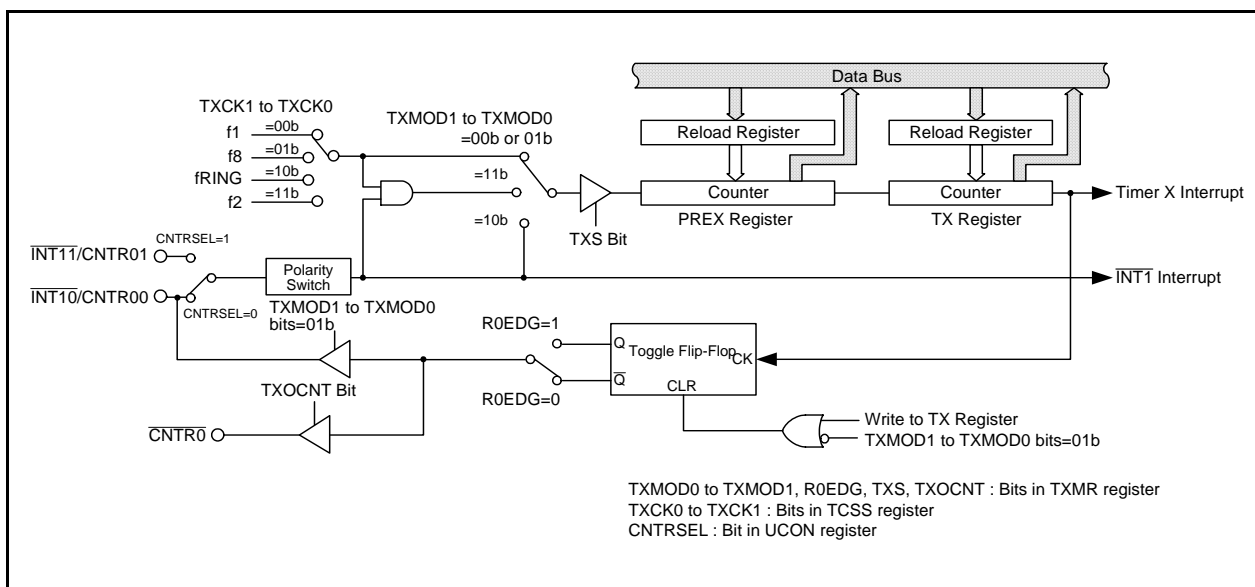 Data Bus
TXCK1 to TXCK0
f1
=00b
f8
=01b
fRING
=10b
f2
=11b
TXMOD1 to TXMOD0
=00b or 01b
=11b
=10b
TXS Bit
Reload Register
Reload Register
Counter
Counter
PREX Register
TX Register
Timer X Interrupt
INT11/CNTR01
CNTRSEL=1
INT10/CNTR00
CNTRSEL=0
Polarity
Switch
INT1 Interrupt
TXMOD1 to TXMOD0
bits=01b
R0EDG=1
R0EDG=0
Q
Toggle Flip-Flop
CK
Q
CLR
TXOCNT Bit
CNTR0
Write to TX Register
TXMOD1 to TXMOD0 bits=01b
TXMOD0 to TXMOD1, R0EDG, TXS, TXOCNT : Bits in TXMR register
TXCK0 to TXCK1 : Bits in TCSS register
CNTRSEL : Bit in UCON register